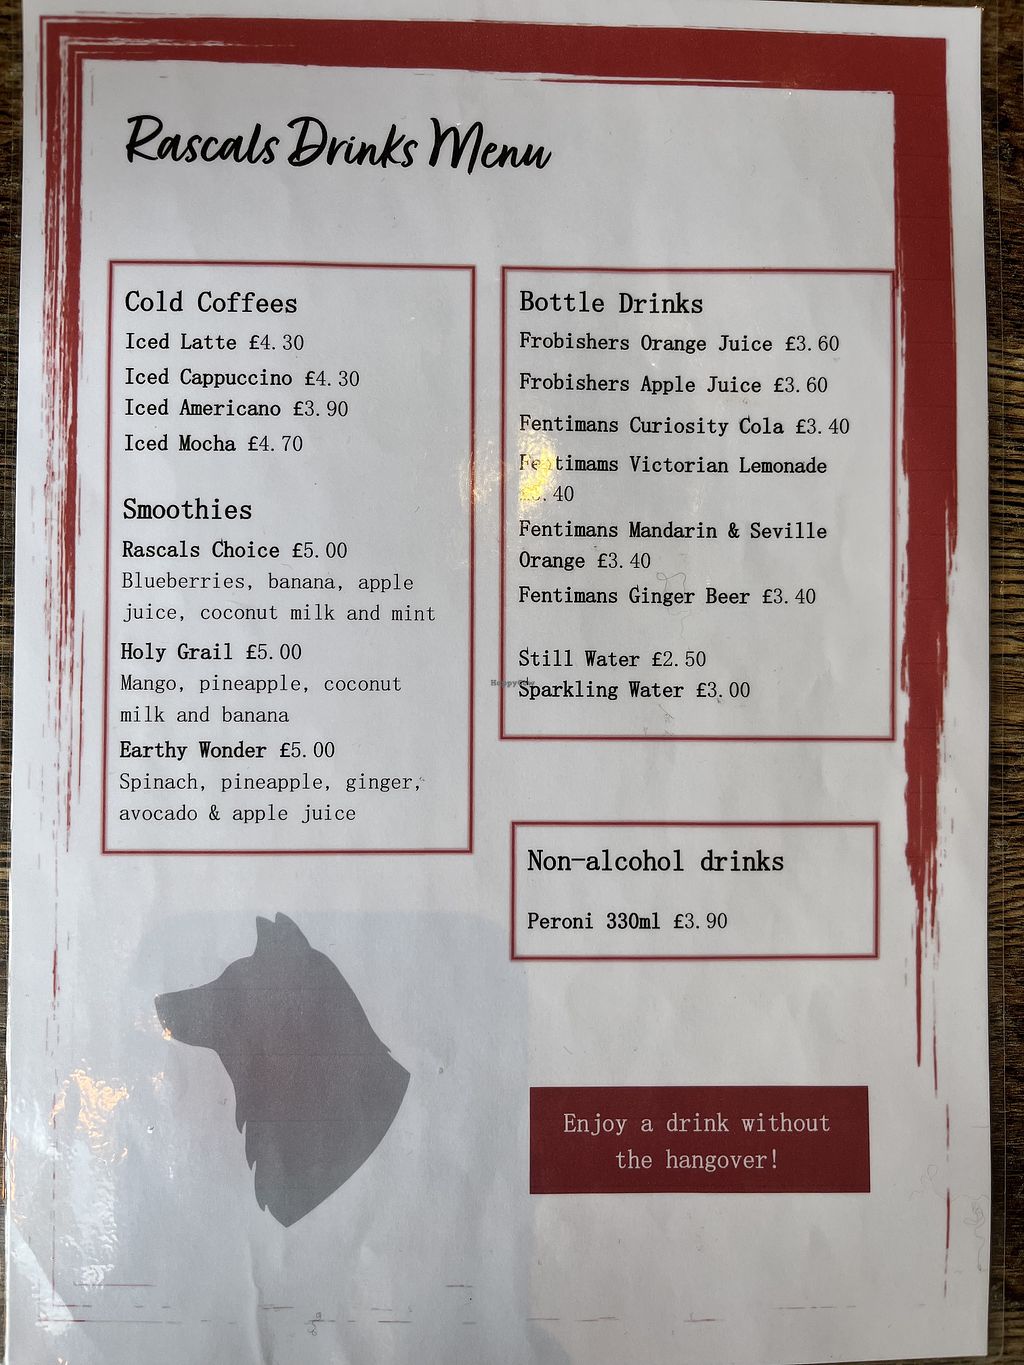 Rascals Drinks Menu
Cold Coffees
Iced Latte £4.30
Iced Cappuccino £4.30
Iced Americano £3.90
Iced Mocha £4.70
Smoothies
Rascals Choice £5.00
Blueberries, banana, apple
juice, coconut milk and mint
Holy Grail £5.00
Mango, pineapple, coconut
milk and banana
Earthy Wonder £5.00
Spinach, pineapple, ginger,
avocado & apple juice
Bottle Drinks
Frobishers Orange Juice £3.60
Frobishers Apple Juice £3.60
Fentimans Curiosity Cola £3.40
Fentimams Victorian Lemonade
.40
Fentimans Mandarin & Seville
Orange £3.40
Fentimans Ginger Beer £3.40
Still Water £2.50
Sparkling Water £3.00
HappyCow
Non-alcohol drinks
Peroni 330ml £3.90
Enjoy a drink without
the hangover!